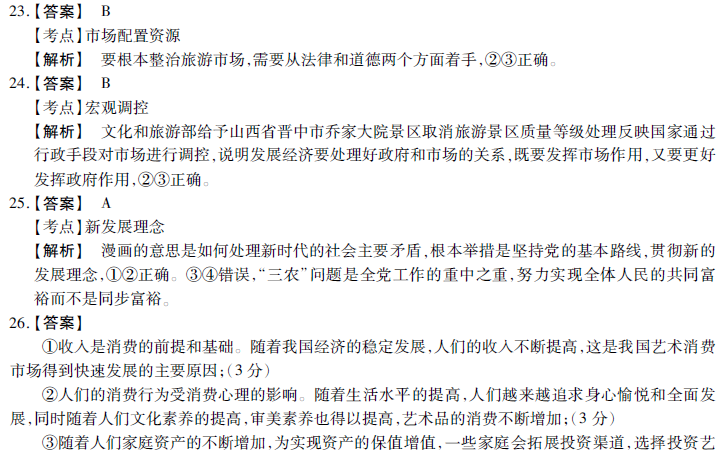 23.【答案】 B
【考点】市场配置资源
【解析】 要根本整治旅游市场,需要从法律和道德两个方面着手,②③正确。
24.【答案】 B
【考点】宏观调控
【解析】 文化和旅游部给予山西省晋中市乔家大院景区取消旅游景区质量等级处理反映国家通过
行政手段对市场进行调控,说明发展经济要处理好政府和市场的关系,既要发挥市场作用,又要更好
发挥政府作用,②③正确。
25.【答案】 A
【考点】新发展理念
【解析】 漫画的意思是如何处理新时代的社会主要矛盾,根本举措是坚持党的基本路线,贯彻新的
发展理念,①②正确。③④错误,“三农”问题是全党工作的重中之重,努力实现全体人民的共同富
裕而不是同步富裕。
26.【答案】
①收入是消费的前提和基础。随着我国经济的稳定发展,人们的收入不断提高,这是我国艺术消费
市场得到快速发展的主要原因;(3分)
②人们的消费行为受消费心理的影响。随着生活水平的提高,人们越来越追求身心愉悦和全面发
展,同时随着人们文化素养的提高,审美素养也得以提高,艺术品的消费不断增加;(3分)
③随着人们家庭资产的不断增加,为实现资产的保值增值,一些家庭会拓展投资渠道,选择投资艺